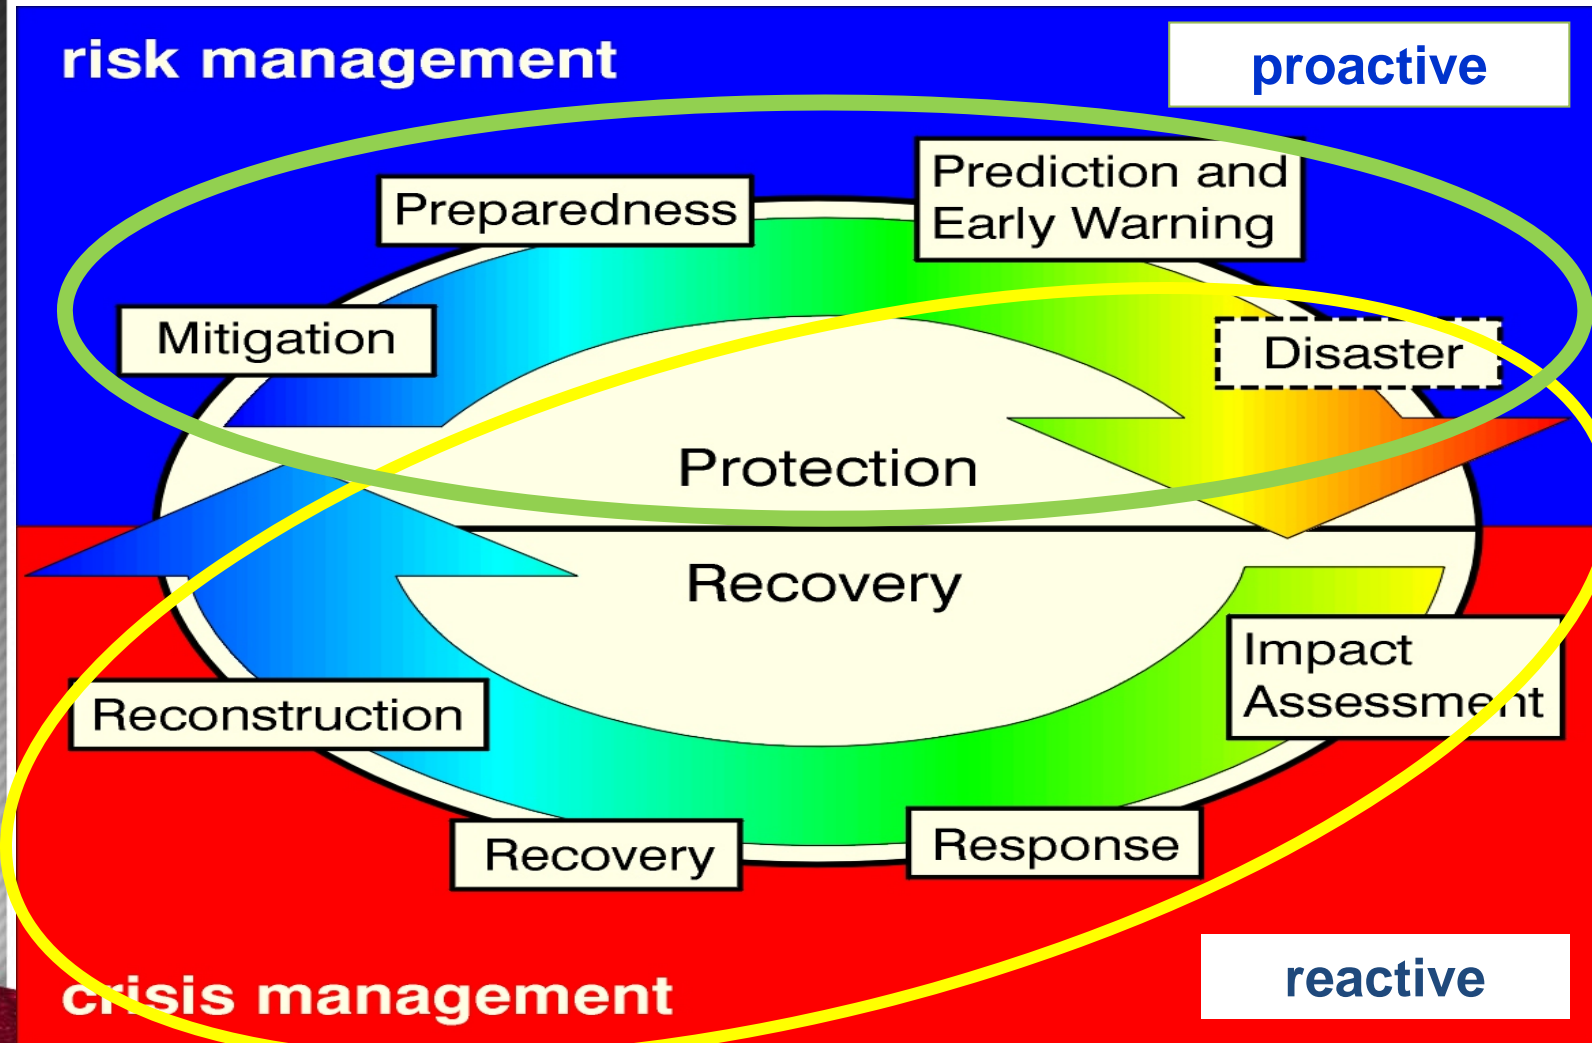 risk management
proactive
Prediction and
Early Warning
Preparedness
Mitigation
Disaster
Protection
Recovery
Impact
Assessment
Reconstruction
Response
Recovery
crisis management
reactive